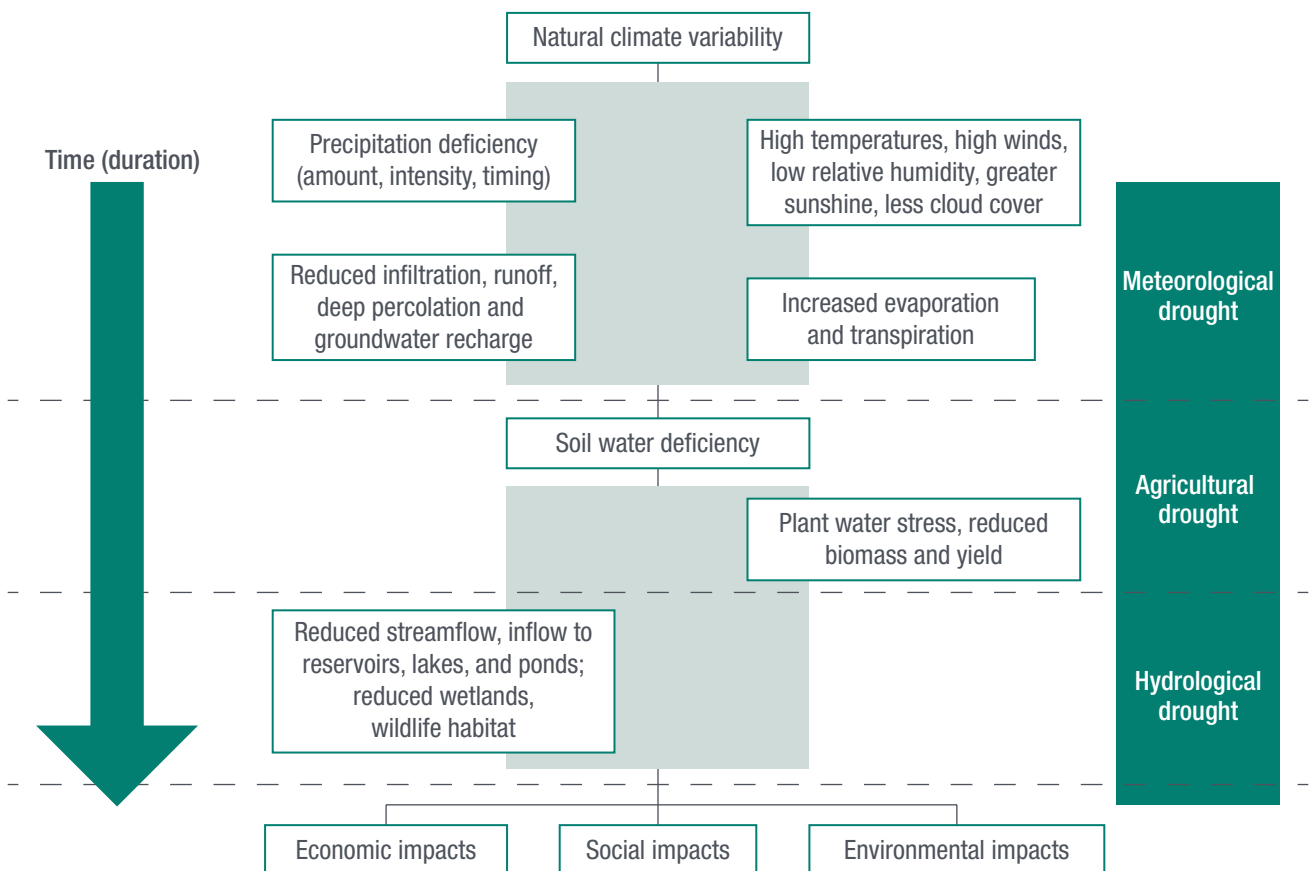 Natural climate variability
Time (duration)
Precipitation deficiency
(amount, intensity, timing)
High temperatures, high winds,
low relative humidity, greater
sunshine, less cloud cover
Reduced infiltration, runoff,
deep percolation and
groundwater recharge
Increased evaporation
and transpiration
Meteorological
drought
Soil water deficiency
Plant water stress, reduced
biomass and yield
Agricultural
drought
Reduced streamflow, inflow to
reservoirs, lakes, and ponds;
reduced wetlands,
wildlife habitat
Hydrological
drought
Economic impacts
Social impacts
Environmental impacts